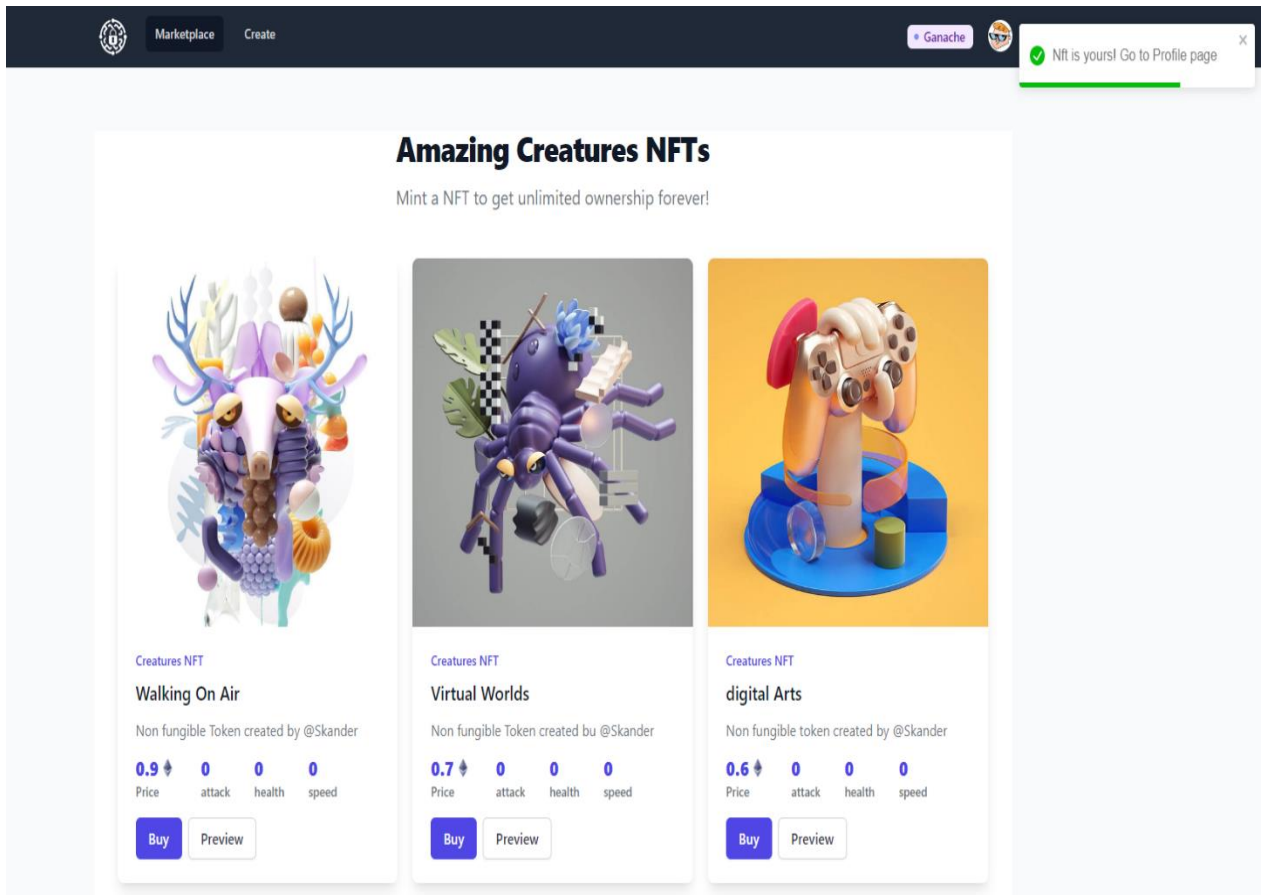 Marketplace Create Ganache
Nft is yours! Go to Profile page
Amazing Creatures NFTs
Mint a NFT to get unlimited ownership forever!
Creatures NFT
Walking On Air
Non fungible Token created by @Skander
0.9 0 0 0
Price attack health speed
Buy Preview
Creatures NFT
Virtual Worlds
Non fungible Token created bu @Skander
0.7 0 0 0
Price attack health speed
Buy Preview
Creatures NFT
digital Arts
Non fungible token created by @Skander
0.6 0 0 0
Price attack health speed
Buy Preview